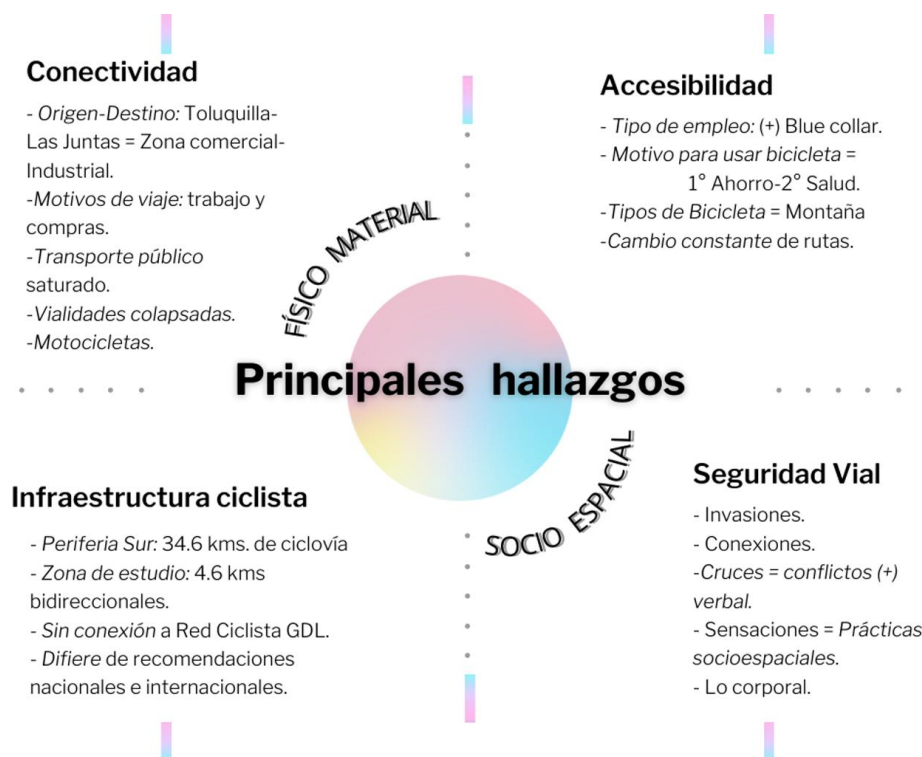 Conectividad
- Origen-Destino: Toluquilla-
Las Juntas = Zona comercial-
Industrial.
-Motivos de viaje: trabajo y
compras.
-Transporte público
saturado.
-Vialidades colapsadas.
-Motocicletas.
Accesibilidad
- Tipo de empleo: (+) Blue collar.
- Motivo para usar bicicleta =
1° Ahorro-2° Salud.
-Tipos de Bicicleta = Montaña
-Cambio constante de rutas.
FÍSICO MATERIAL
Principales hallazgos
SOCIO ESPACIAL
Infraestructura ciclista
- Periferia Sur: 34.6 kms. de ciclovía
- Zona de estudio: 4.6 kms
bidireccionales.
- Sin conexión a Red Ciclista GDL.
- Difiere de recomendaciones
nacionales e internacionales.
Seguridad Vial
- Invasiones.
- Conexiones.
-Cruces = conflictos (+)
verbal.
- Sensaciones = Prácticas
socioespaciales.
- Lo corporal.